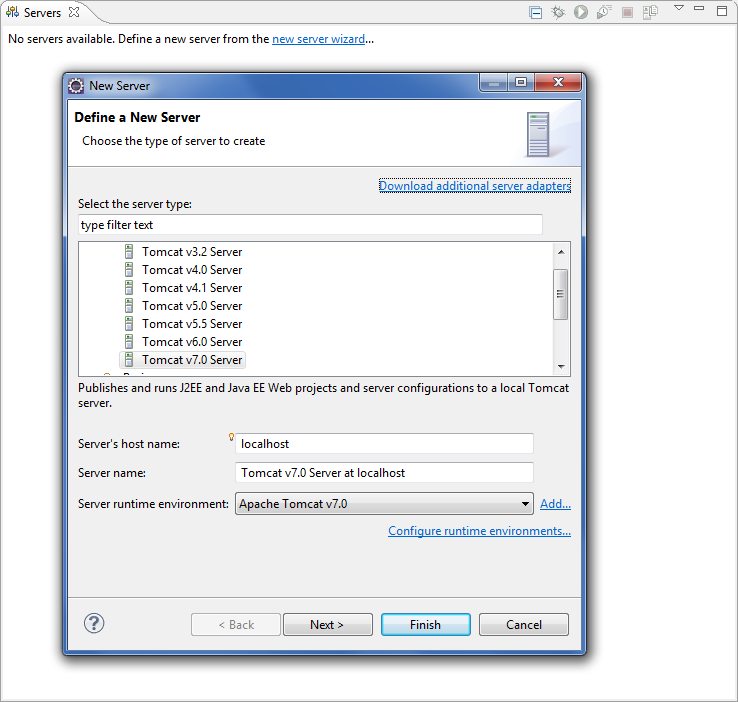 Servers
No servers available. Define a new server from the new server wizard...
New Server
Define a New Server
Choose the type of server to create
Download additional server adapters
Select the server type:
type filter text
Tomcat v3.2 Server
Tomcat v4.0 Server
Tomcat v4.1 Server
Tomcat v5.0 Server
Tomcat v5.5 Server
Tomcat v6.0 Server
Tomcat v7.0 Server
Publishes and runs J2EE and Java EE Web projects and server configurations to a local Tomcat
server.
Server's host name: localhost
Server name: Tomcat v7.0 Server at localhost
Server runtime environment: Apache Tomcat v7.0 Add...
Configure runtime environments...
? < Back Next > Finish Cancel